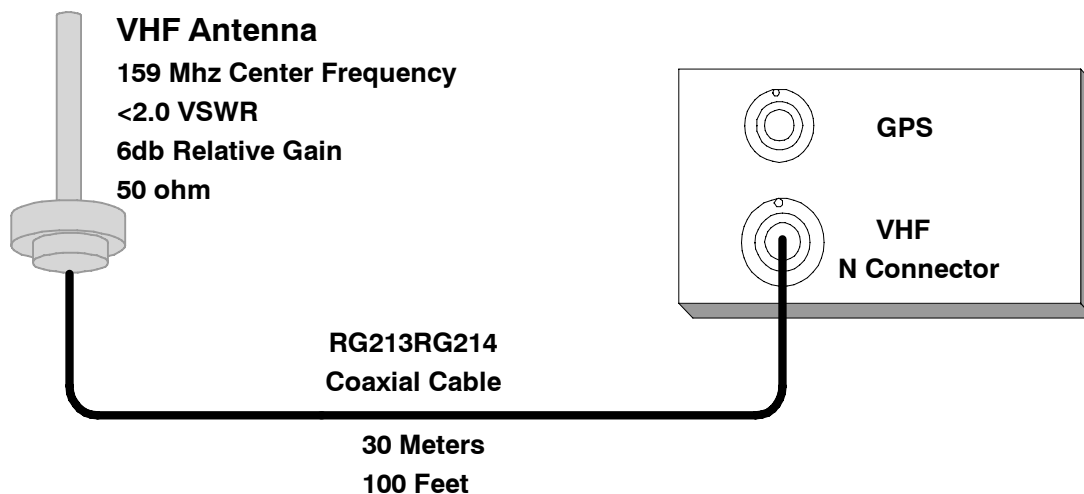 VHF Antenna
159 Mhz Center Frequency
<2.0 VSWR
6db Relative Gain
50 ohm
GPS
VHF
N Connector
RG213RG214
Coaxial Cable
30 Meters
100 Feet